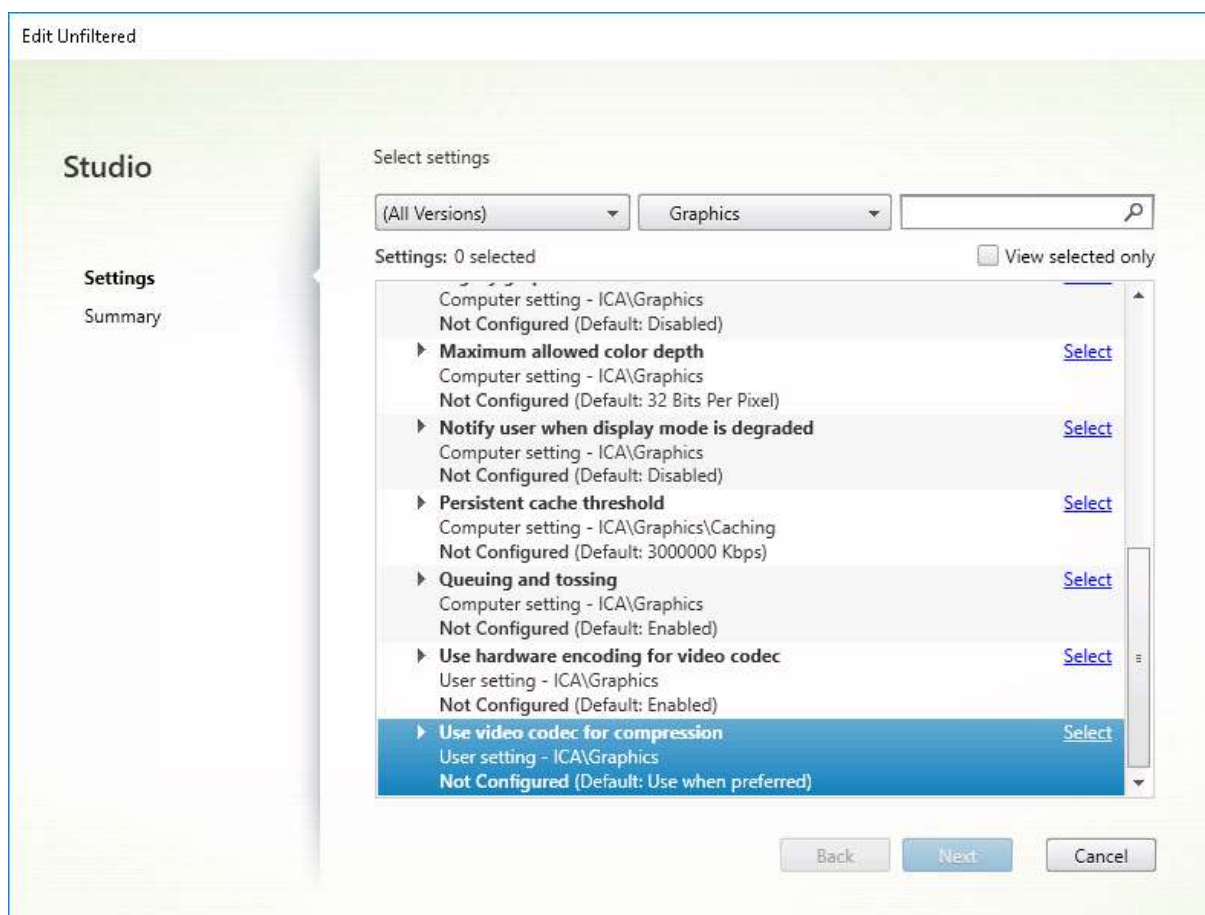 Edit Unfiltered
Studio
Settings
Summary
Select settings
(All Versions)
Graphics
Settings: 0 selected
View selected only
Computer setting - ICA\Graphics
Not Configured (Default: Disabled)
Maximum allowed color depth Select
Computer setting - ICA\Graphics
Not Configured (Default: 32 Bits Per Pixel)
Notify user when display mode is degraded Select
Computer setting - ICA\Graphics
Not Configured (Default: Disabled)
Persistent cache threshold Select
Computer setting - ICA\Graphics\Caching
Not Configured (Default: 3000000 Kbps)
Queuing and tossing Select
Computer setting - ICA\Graphics
Not Configured (Default: Enabled)
Use hardware encoding for video codec Select
User setting - ICA\Graphics
Not Configured (Default: Enabled)
Use video codec for compression Select
User setting - ICA\Graphics
Not Configured (Default: Use when preferred)
Back Next Cancel